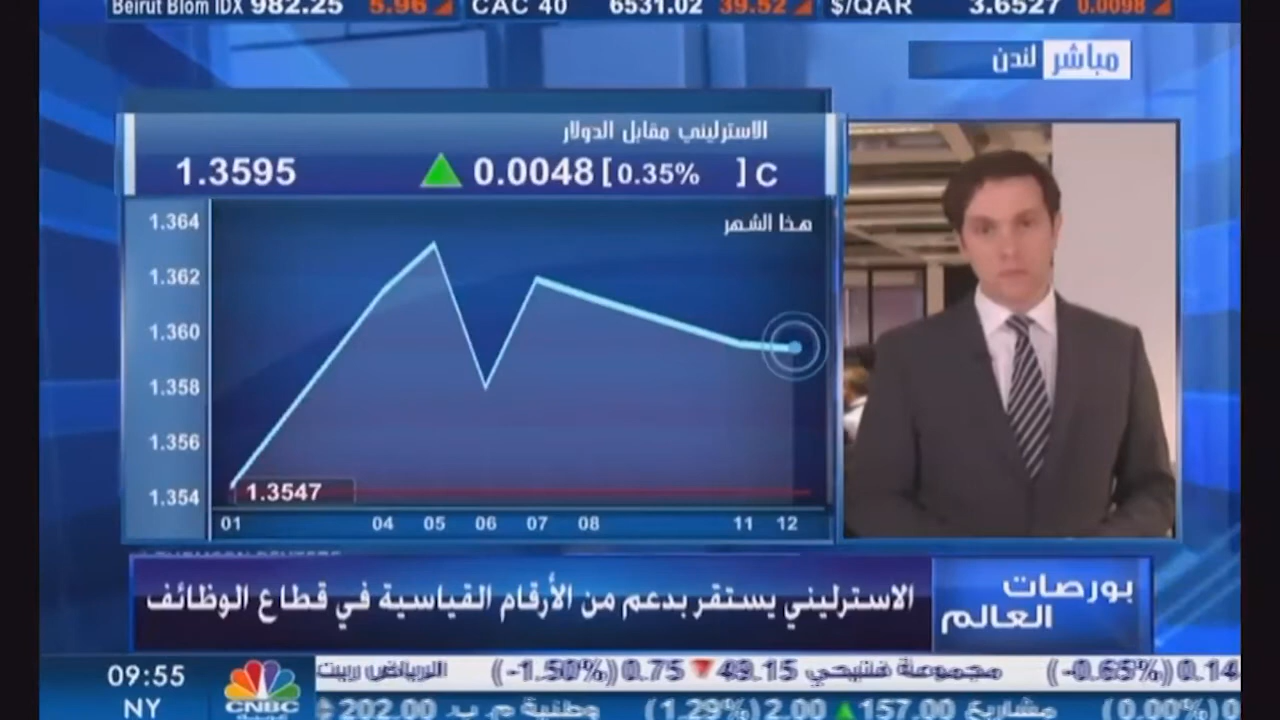 Beirut Blom IDX 982.25 5.96 CAC 40 6531.02 39.52 $/QAR 3.6527 0.0098
مباشر لندن
الاسترليني مقابل الدولار
1.3595 ▲ 0.0048 [0.35% ] C
هذا الشهر
1.364
1.362
1.360
1.358
1.356
1.354
1.3547
01 04 05 06 07 08 11 12
بورصات العالم
الاسترليني يستقر بدعم من الأرقام القياسية في قطاع الوظائف
09:55
NY
CNBC
عربية
0.14 (-0.65%) مجموعة فتيحي 49.15 ▼ 0.75 (-1.50%) الرياض ريت
0 (0.00%) مشاريع 157.00 ▲ 2.00 (1.29%) وطنية م ب 202.00